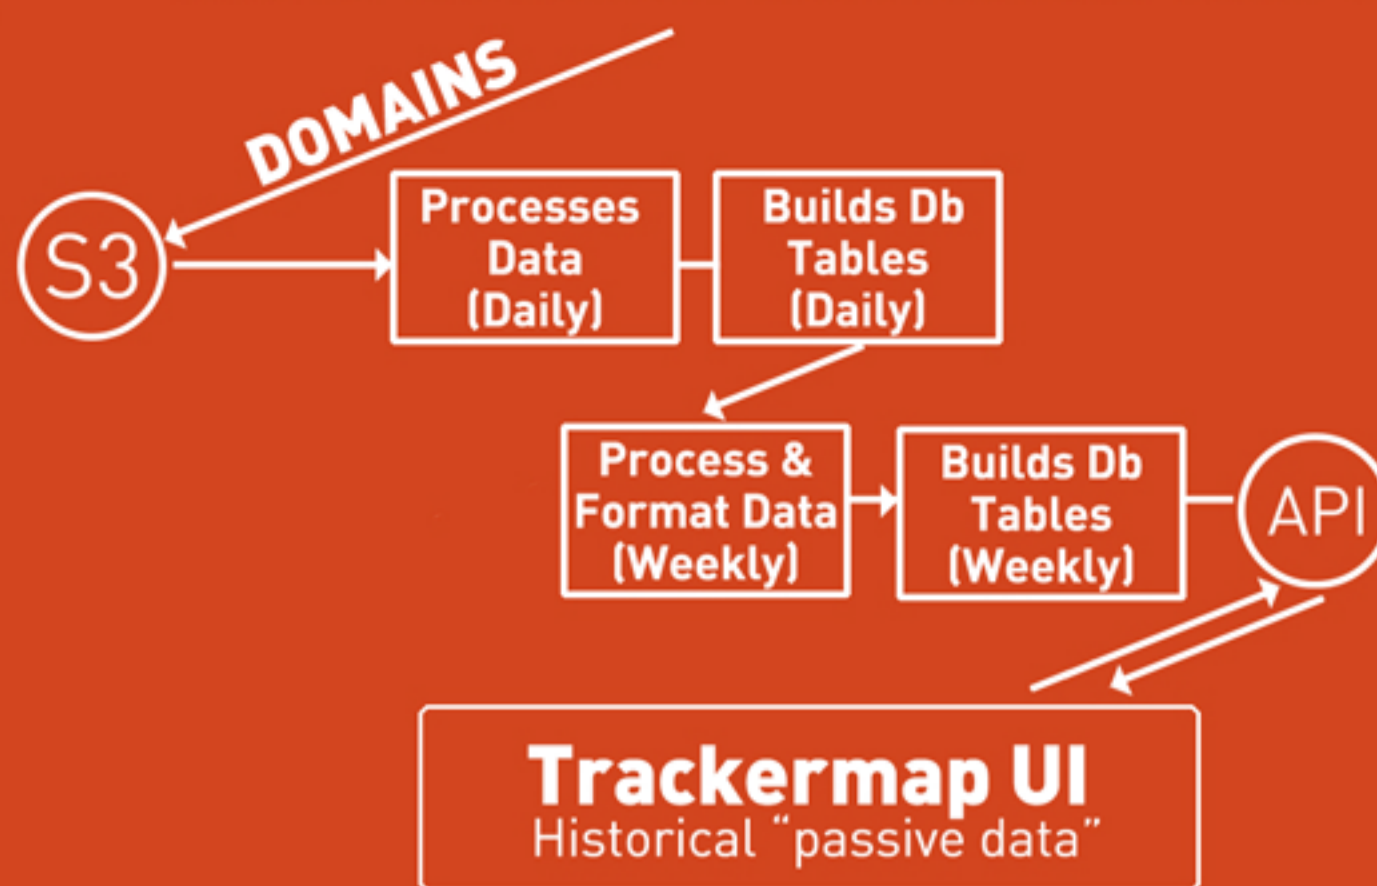 DOMAINS
S3
Processes
Data
(Daily)
Builds Db
Tables
(Daily)
Process &
Format Data
(Weekly)
Builds Db
Tables
(Weekly)
API
Trackermap UI
Historical “passive data”